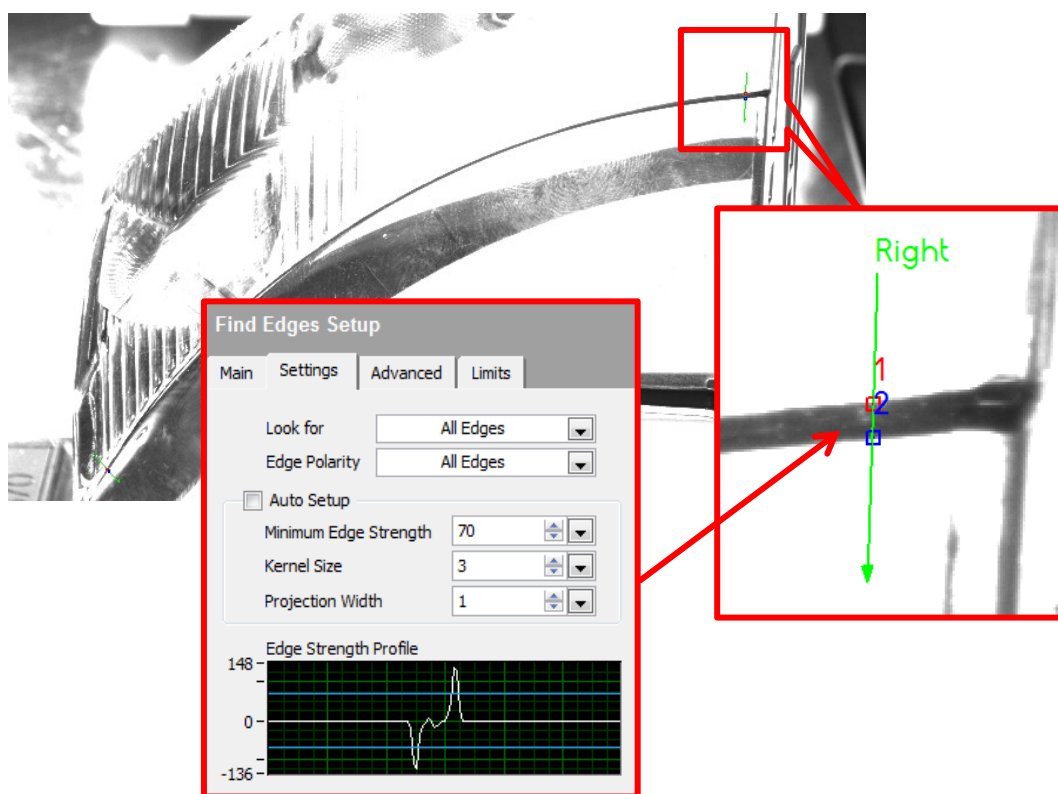 Right
1
2
Find Edges Setup
Main Settings Advanced Limits
Look for All Edges
Edge Polarity All Edges
Auto Setup
Minimum Edge Strength 70
Kernel Size 3
Projection Width 1
Edge Strength Profile
148
0
-136